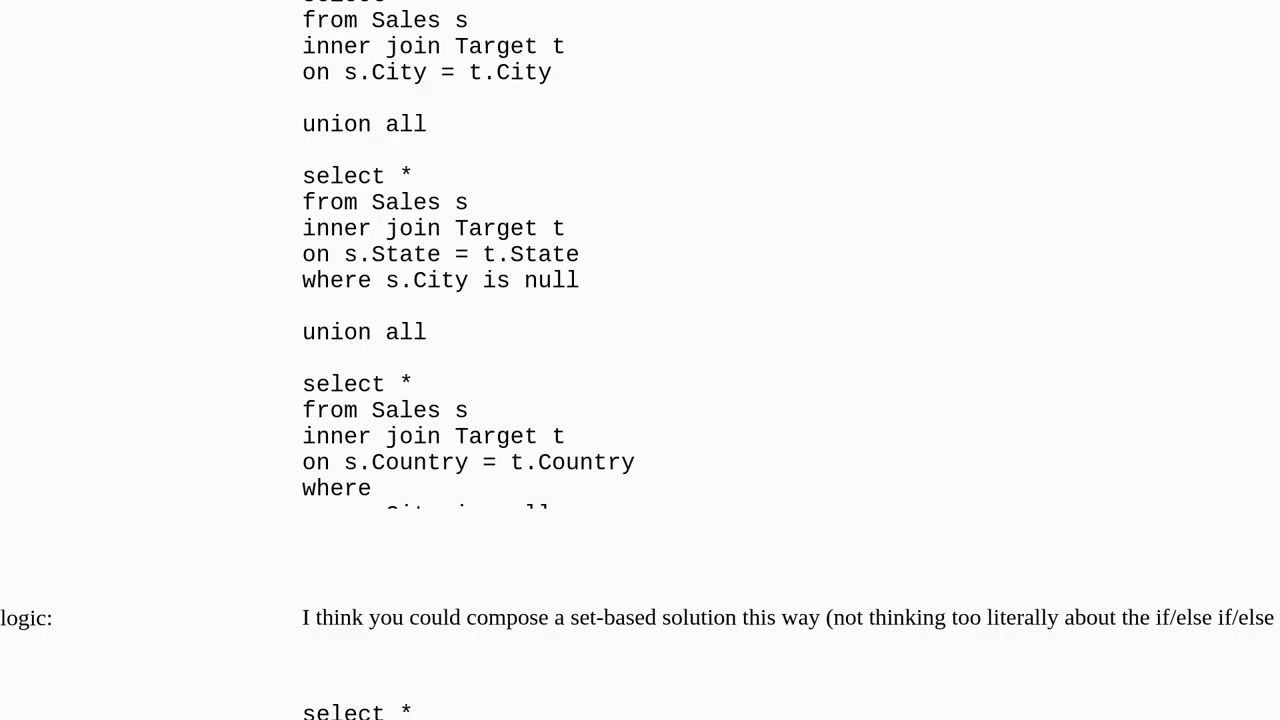 from Sales s
inner join Target t
on s.City = t.City
union all
select *
from Sales s
inner join Target t
on s.State = t.State
where s.City is null
union all
select *
from Sales s
inner join Target t
on s.Country = t.Country
where
I think you could compose a set-based solution this way (not thinking too literally about the if/else if/else
logic:
select *